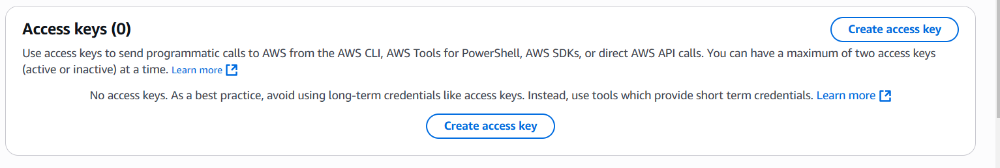 Access keys (0)
Create access key
Use access keys to send programmatic calls to AWS from the AWS CLI, AWS Tools for PowerShell, AWS SDKs, or direct AWS API calls. You can have a maximum of two access keys
(active or inactive) at a time. Learn more
No access keys. As a best practice, avoid using long-term credentials like access keys. Instead, use tools which provide short term credentials. Learn more
Create access key